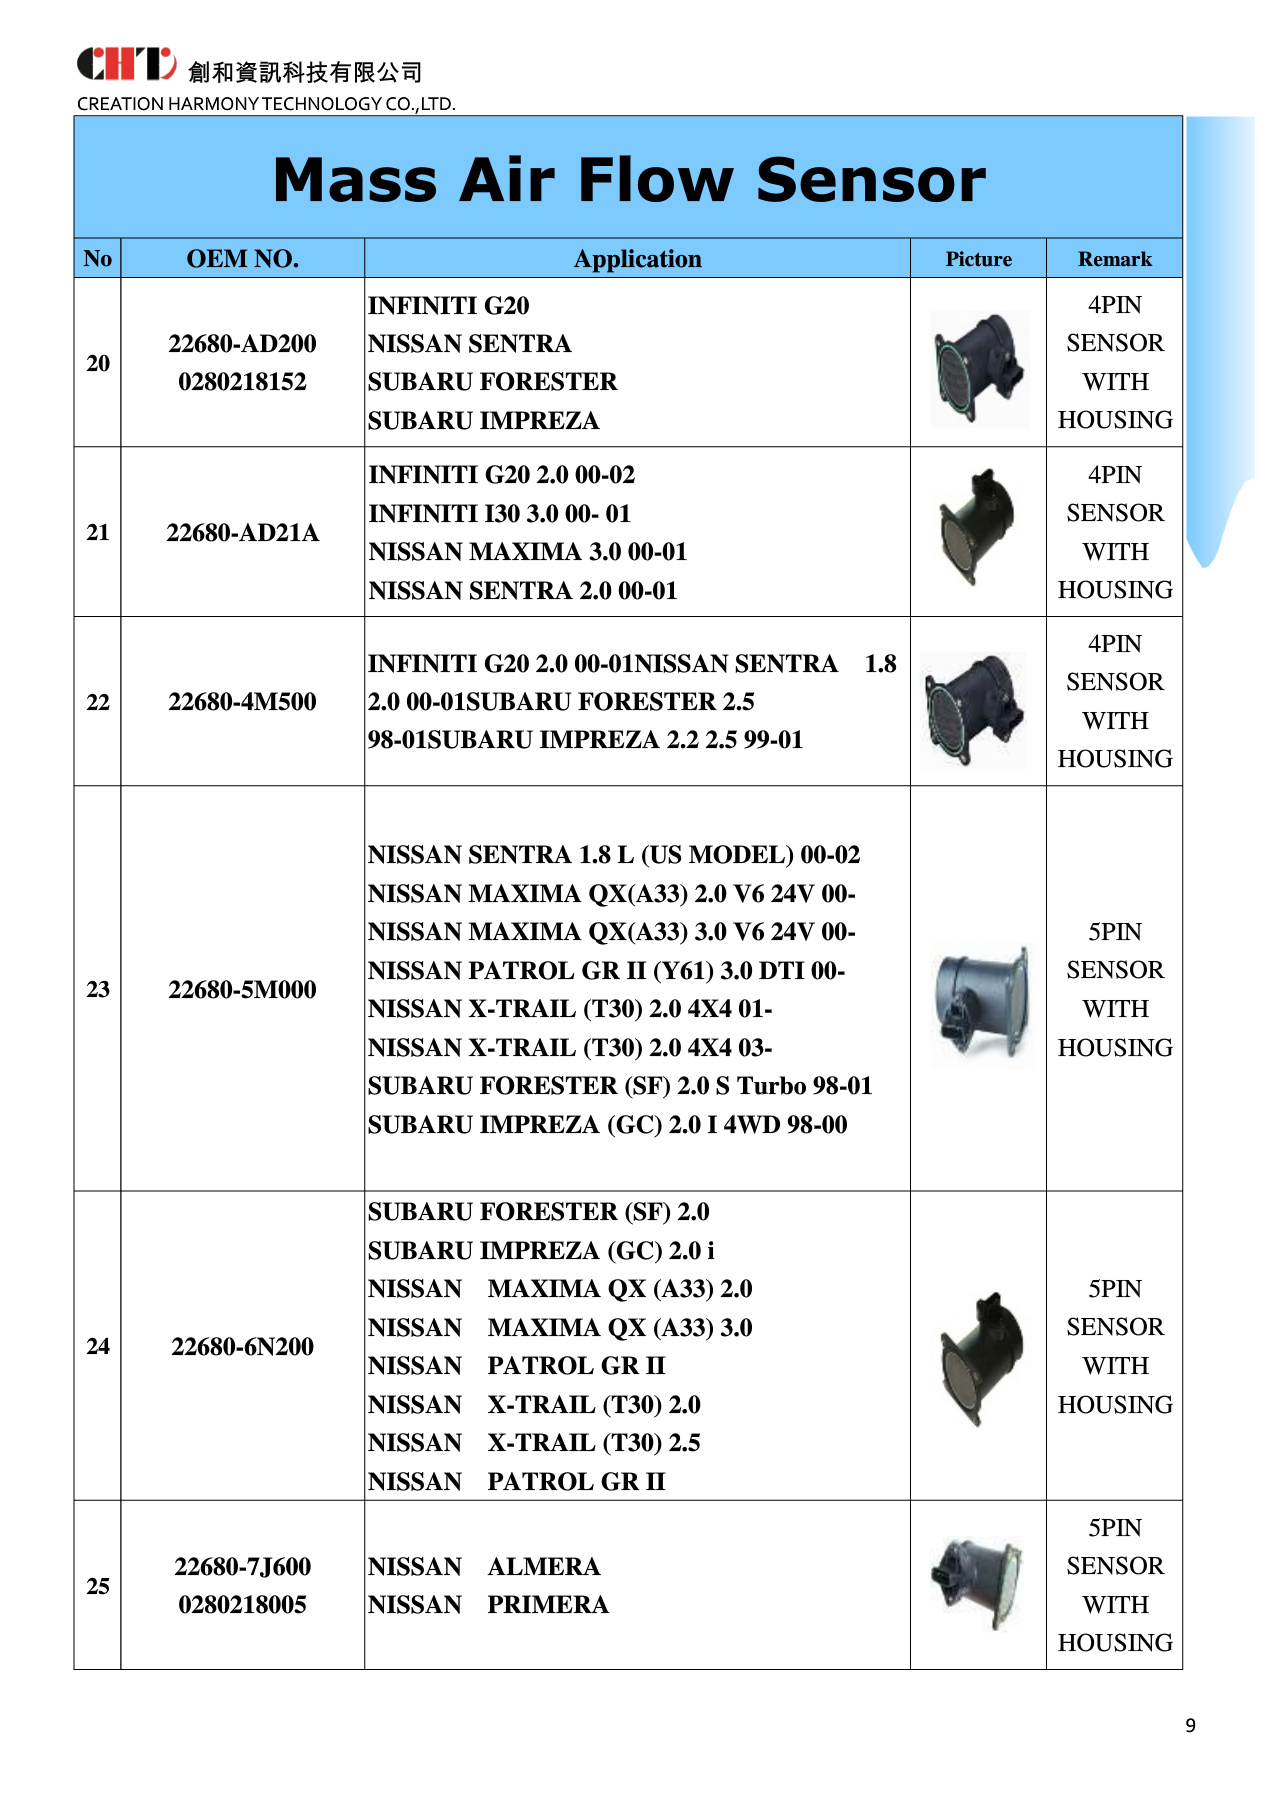 CHT 創和資訊科技有限公司
CREATION HARMONY TECHNOLOGY CO.,LTD.
Mass Air Flow Sensor
No OEM NO. Application Picture Remark
20
22680-AD200
0280218152
INFINITI G20
NISSAN SENTRA
SUBARU FORESTER
SUBARU IMPREZA
4PIN
SENSOR
WITH
HOUSING
21
22680-AD21A
INFINITI G20 2.0 00-02
INFINITI I30 3.0 00- 01
NISSAN MAXIMA 3.0 00-01
NISSAN SENTRA 2.0 00-01
4PIN
SENSOR
WITH
HOUSING
22
22680-4M500
INFINITI G20 2.0 00-01NISSAN SENTRA 1.8
2.0 00-01SUBARU FORESTER 2.5
98-01SUBARU IMPREZA 2.2 2.5 99-01
4PIN
SENSOR
WITH
HOUSING
23
22680-5M000
NISSAN SENTRA 1.8 L (US MODEL) 00-02
NISSAN MAXIMA QX(A33) 2.0 V6 24V 00-
NISSAN MAXIMA QX(A33) 3.0 V6 24V 00-
NISSAN PATROL GR II (Y61) 3.0 DTI 00-
NISSAN X-TRAIL (T30) 2.0 4X4 01-
NISSAN X-TRAIL (T30) 2.0 4X4 03-
SUBARU FORESTER (SF) 2.0 S Turbo 98-01
SUBARU IMPREZA (GC) 2.0 I 4WD 98-00
5PIN
SENSOR
WITH
HOUSING
24
22680-6N200
SUBARU FORESTER (SF) 2.0
SUBARU IMPREZA (GC) 2.0 i
NISSAN MAXIMA QX (A33) 2.0
NISSAN MAXIMA QX (A33) 3.0
NISSAN PATROL GR II
NISSAN X-TRAIL (T30) 2.0
NISSAN X-TRAIL (T30) 2.5
NISSAN PATROL GR II
5PIN
SENSOR
WITH
HOUSING
25
22680-7J600
0280218005
NISSAN ALMERA
NISSAN PRIMERA
5PIN
SENSOR
WITH
HOUSING
9